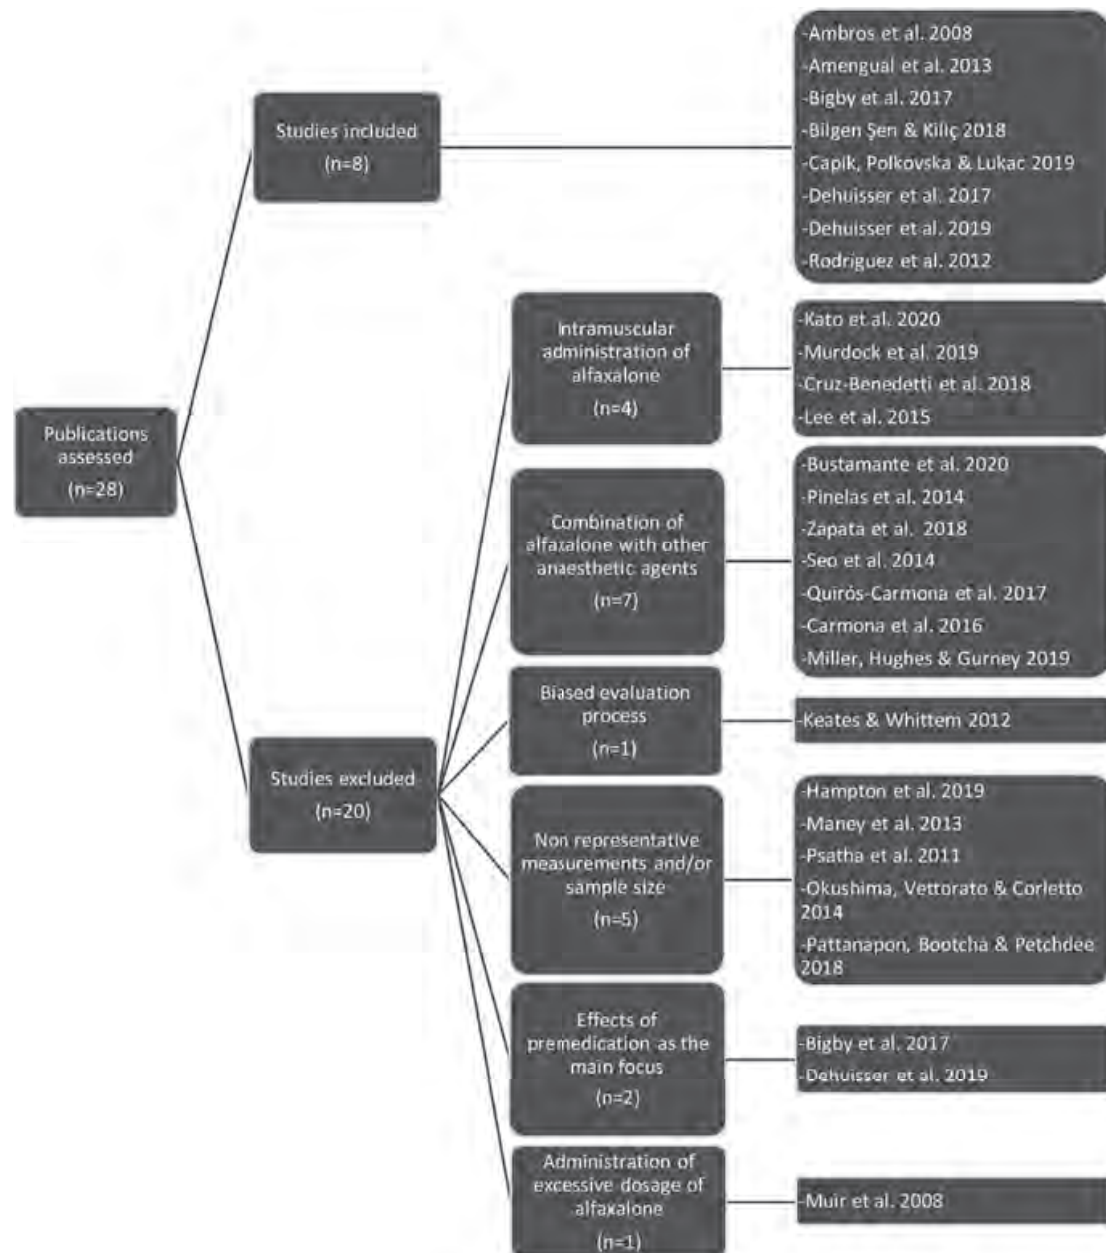 Publications
assessed
(n=28)
Studies included
(n=8)
-Ambros et al. 2008
-Amengual et al. 2013
-Bigby et al. 2017
-Bilgen Şen & Kiliç 2018
-Capik, Polkovska & Lukac 2019
-Dehuisser et al. 2017
-Dehuisser et al. 2019
-Rodriguez et al. 2012
Studies excluded
(n=20)
Intramuscular
administration of
alfaxalone
(n=4)
-Kato et al. 2020
-Murdock et al. 2019
-Cruz-Benedetti et al. 2018
-Lee et al. 2015
Combination of
alfaxalone with other
anaesthetic agents
(n=7)
-Bustamante et al. 2020
-Pinelas et al. 2014
-Zapata et al. 2018
-Seo et al. 2014
-Quirós-Carmona et al. 2017
-Carmona et al. 2016
-Miller, Hughes & Gurney 2019
Biased evaluation
process
(n=1)
-Keates & Whittem 2012
Non representative
measurements and/or
sample size
(n=5)
-Hampton et al. 2019
-Maney et al. 2013
-Psatha et al. 2011
-Okushima, Vettorato & Corletto
2014
-Pattanapon, Bootcha & Petchdee
2018
Effects of
premedication as the
main focus
(n=2)
-Bigby et al. 2017
-Dehuisser et al. 2019
Administration of
excessive dosage of
alfaxalone
(n=1)
-Muir et al. 2008